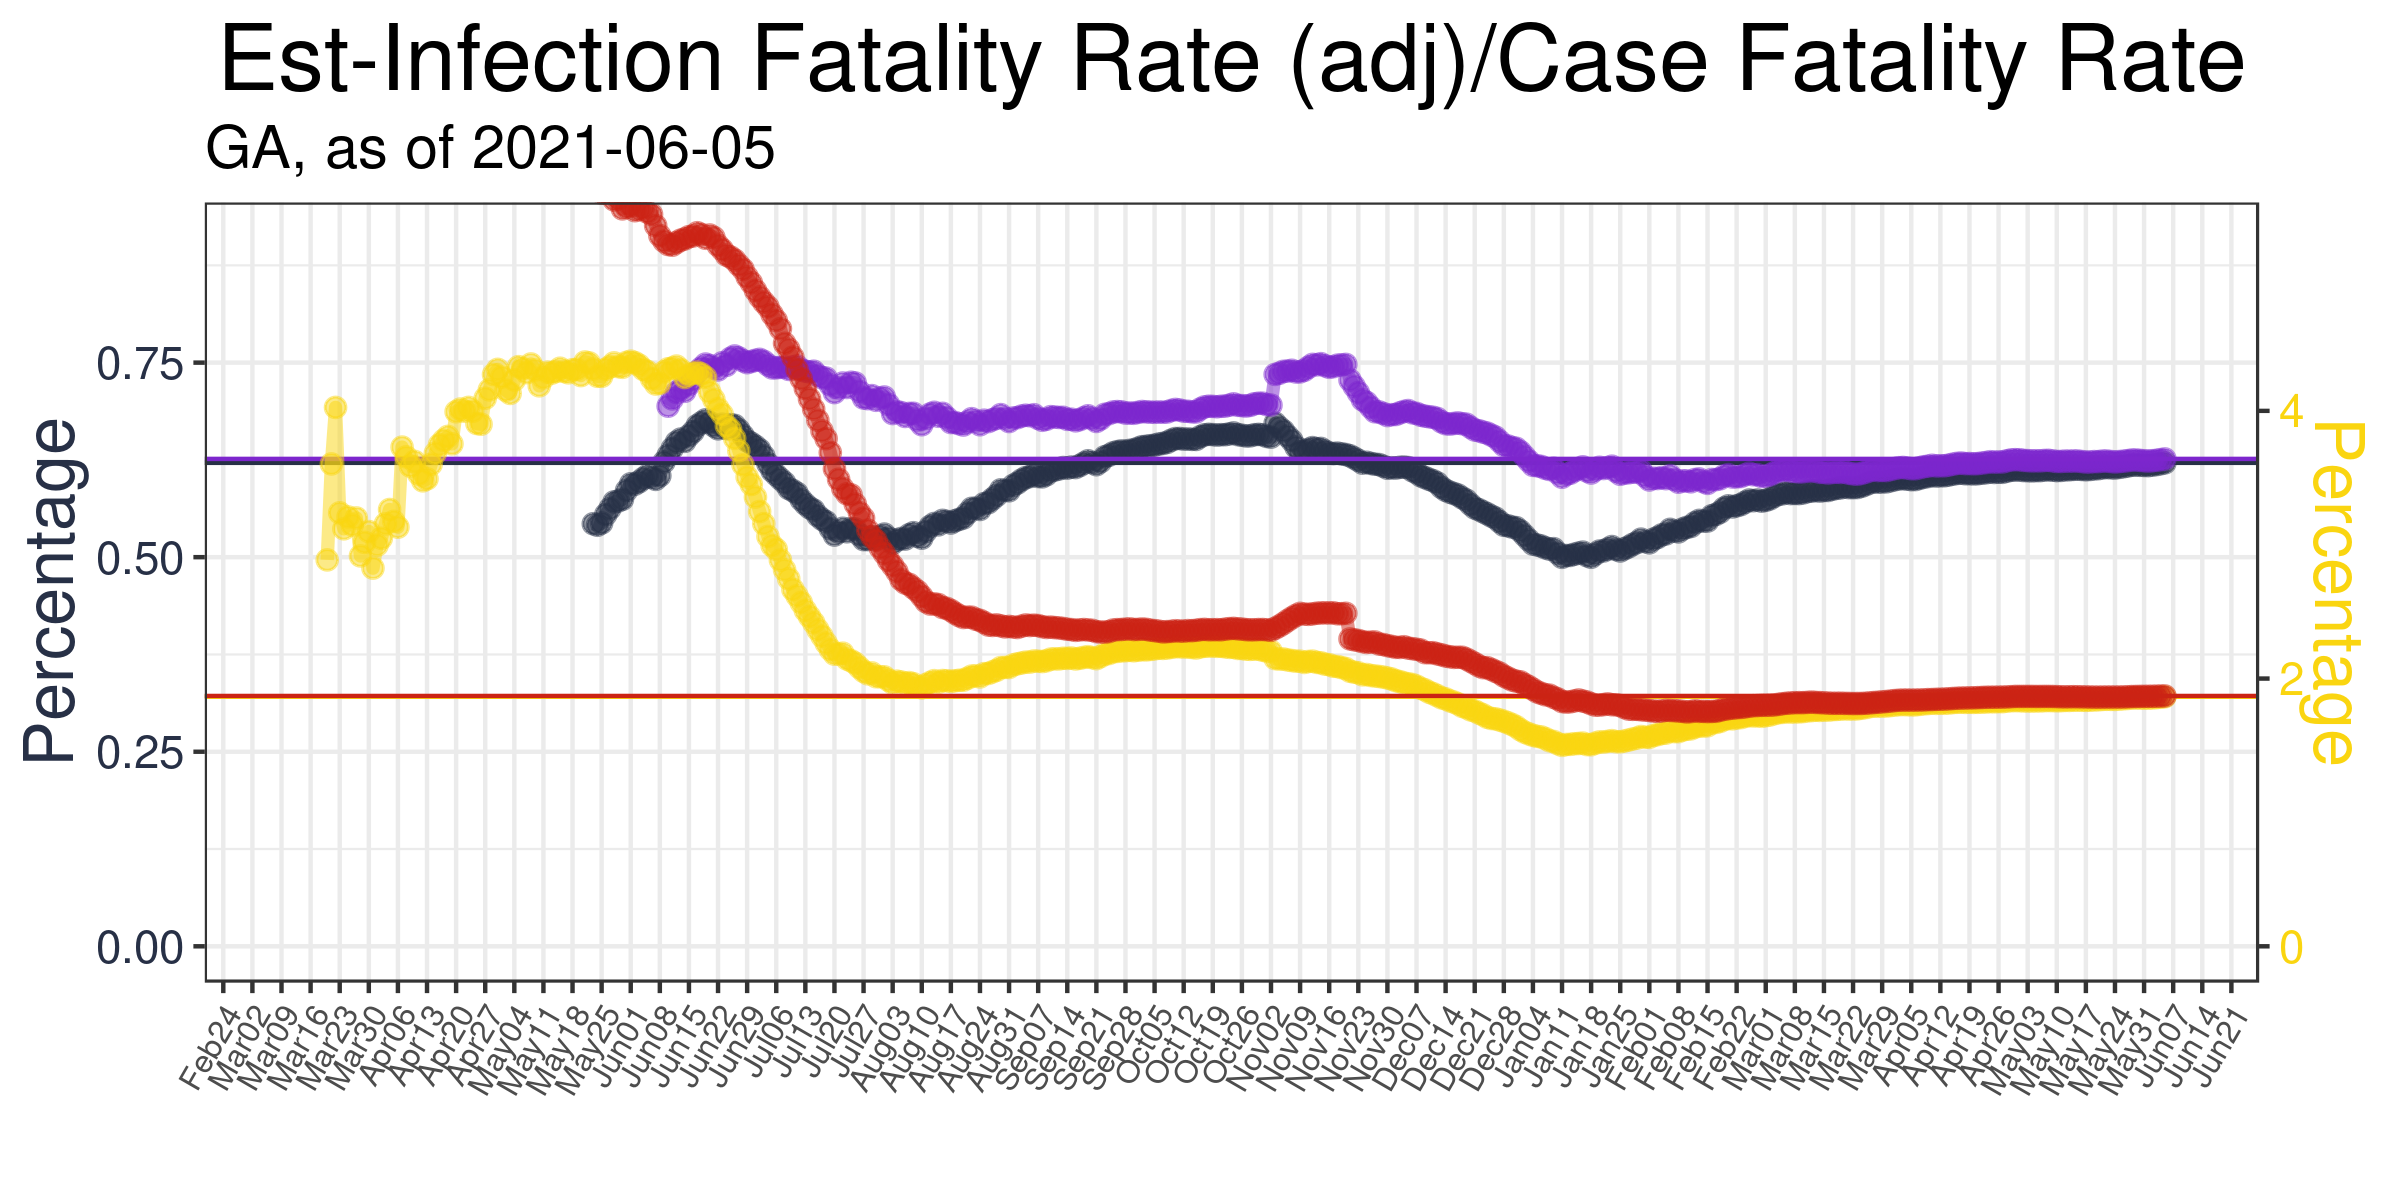 Est-Infection Fatality Rate (adj)/Case Fatality Rate
GA, as of 2021-06-05
Percentage
0.75
0.50
0.25
0.00
4
2
0
Percentage
Feb24
Mar02
Mar09
Mar16
Mar23
Mar30
Apr06
Apr13
Apr20
Apr27
May04
May11
May18
May25
Jun01
Jun08
Jun15
Jun22
Jun29
Jul06
Jul13
Jul20
Jul27
Aug03
Aug10
Aug17
Aug24
Aug31
Sep07
Sep14
Sep21
Sep28
Oct05
Oct12
Oct19
Oct26
Nov02
Nov09
Nov16
Nov23
Nov30
Dec07
Dec14
Dec21
Dec28
Jan04
Jan11
Jan18
Jan25
Feb01
Feb08
Feb15
Feb22
Mar01
Mar08
Mar15
Mar22
Mar29
Apr05
Apr12
Apr19
Apr26
May03
May10
May17
May24
May31
Jun07
Jun14
Jun21